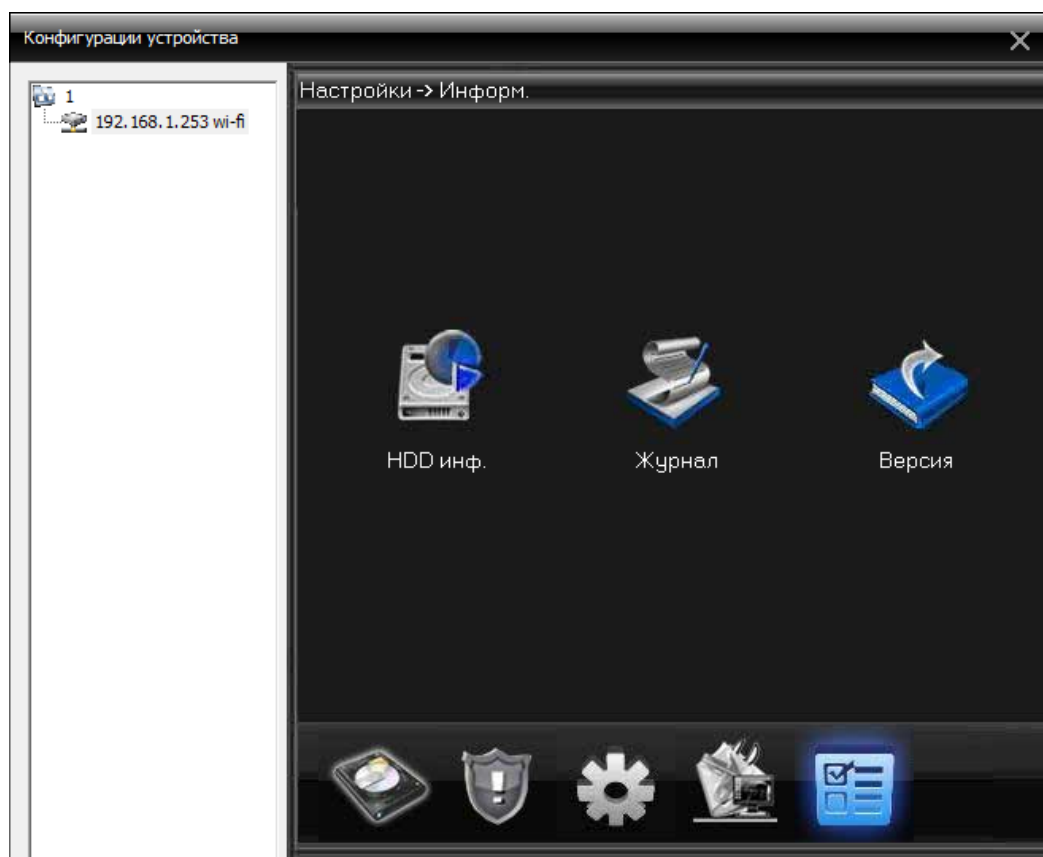 Конфигурации устройства
1
192.168.1.253 wi-fi
Настройки -> Информ.
HDD инф.
Журнал
Версия